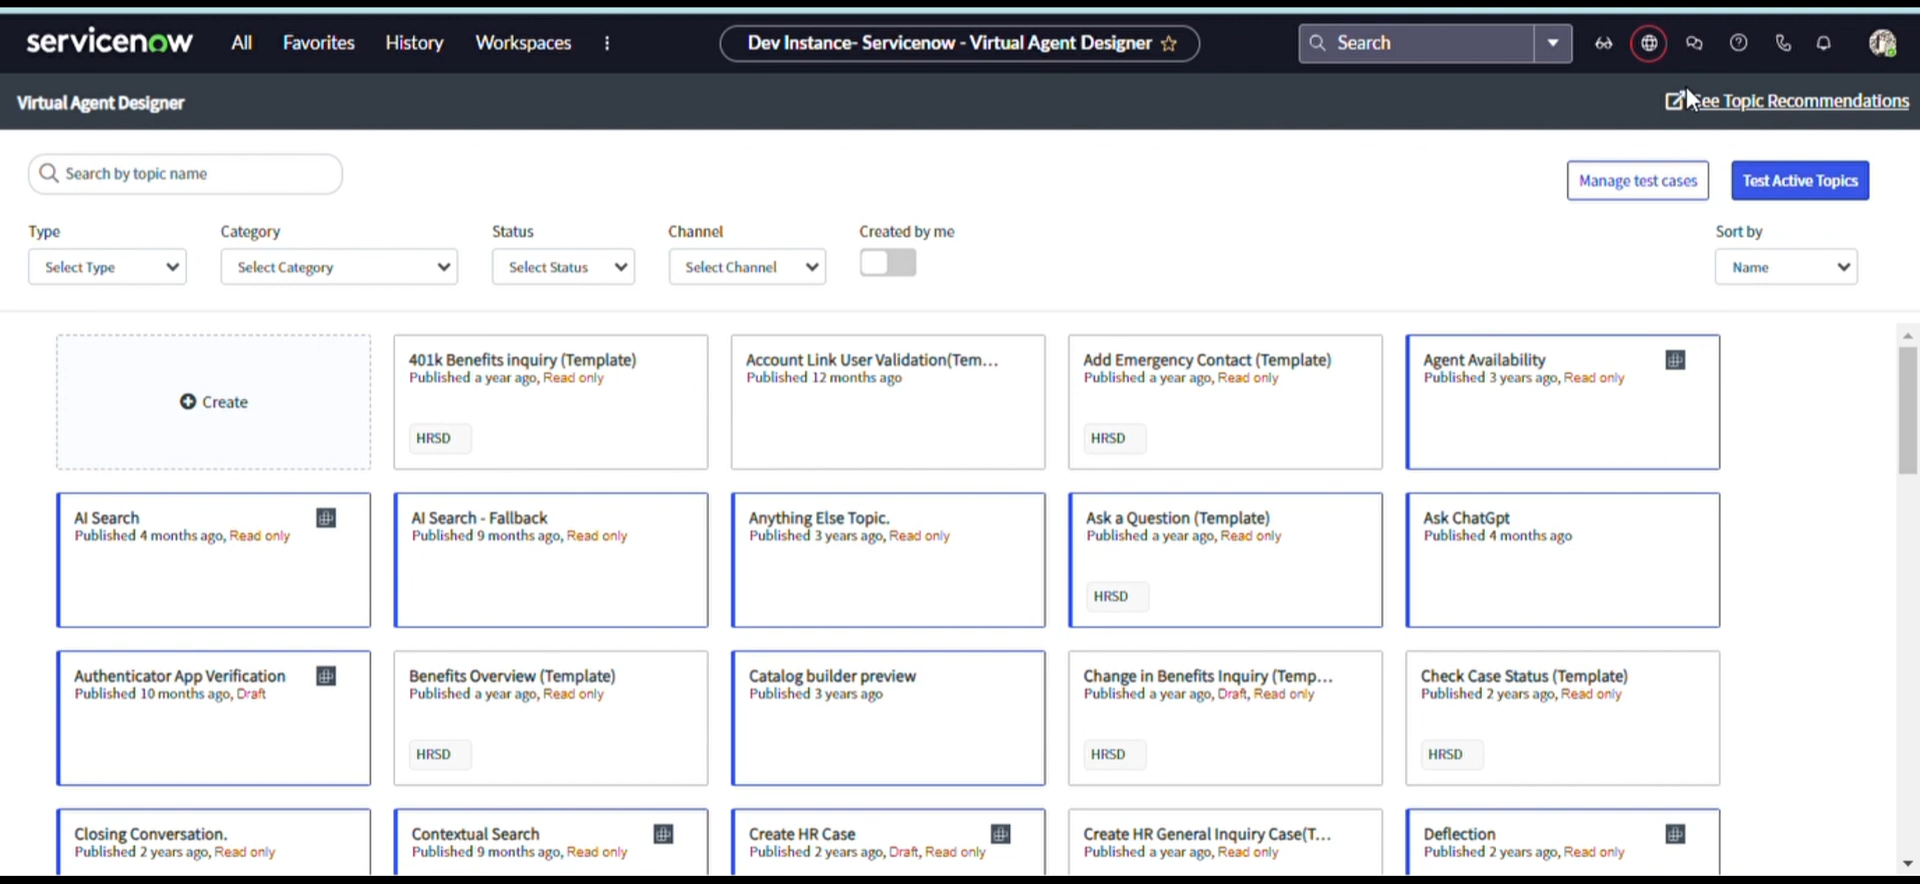 servicenow All Favorites History Workspaces Dev Instance- Servicenow - Virtual Agent Designer Search
Virtual Agent Designer
See Topic Recommendations
Search by topic name
Manage test cases
Test Active Topics
Type Category Status Channel Created by me Sort by
Select Type Select Category Select Status Select Channel Name
Create
401k Benefits inquiry (Template)
Published a year ago, Read only
HRSD
Account Link User Validation(Tem...
Published 12 months ago
Add Emergency Contact (Template)
Published a year ago, Read only
HRSD
Agent Availability
Published 3 years ago, Read only
AI Search
Published 4 months ago, Read only
AI Search - Fallback
Published 9 months ago, Read only
Anything Else Topic.
Published 3 years ago, Read only
Ask a Question (Template)
Published a year ago, Read only
HRSD
Ask ChatGpt
Published 4 months ago
Authenticator App Verification
Published 10 months ago, Draft
Benefits Overview (Template)
Published a year ago, Read only
HRSD
Catalog builder preview
Published 3 years ago
Change in Benefits Inquiry (Temp...
Published a year ago, Draft, Read only
HRSD
Check Case Status (Template)
Published 2 years ago, Read only
HRSD
Closing Conversation.
Published 2 years ago, Read only
Contextual Search
Published 9 months ago, Read only
Create HR Case
Published 2 years ago, Draft, Read only
Create HR General Inquiry Case(T...
Published a year ago, Read only
Deflection
Published 2 years ago, Read only